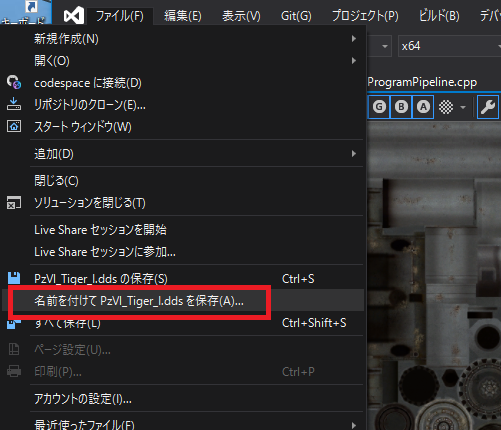 キーボード
ファイル(F) 編集(E) 表示(V) Git(G) プロジェクト(P) ビルド(B) デバ
新規作成(N)
x64
開く(O)
codespace に接続(D)
ProgramPipeline.cpp
リポジトリのクローン(E)...
G B A
スタート ウィンドウ(W)
追加(D)
閉じる(C)
ソリューションを閉じる(T)
Live Share セッションを開始
Live Share セッションに参加...
PzVl_Tiger_I.dds の保存(S) Ctrl+S
名前を付けて PzVl_Tiger_I.dds を保存(A)...
すべて保存(L) Ctrl+Shift+S
ページ設定(U)...
印刷(P)... Ctrl+P
アカウントの設定(I)...
最近使ったファイル(F)